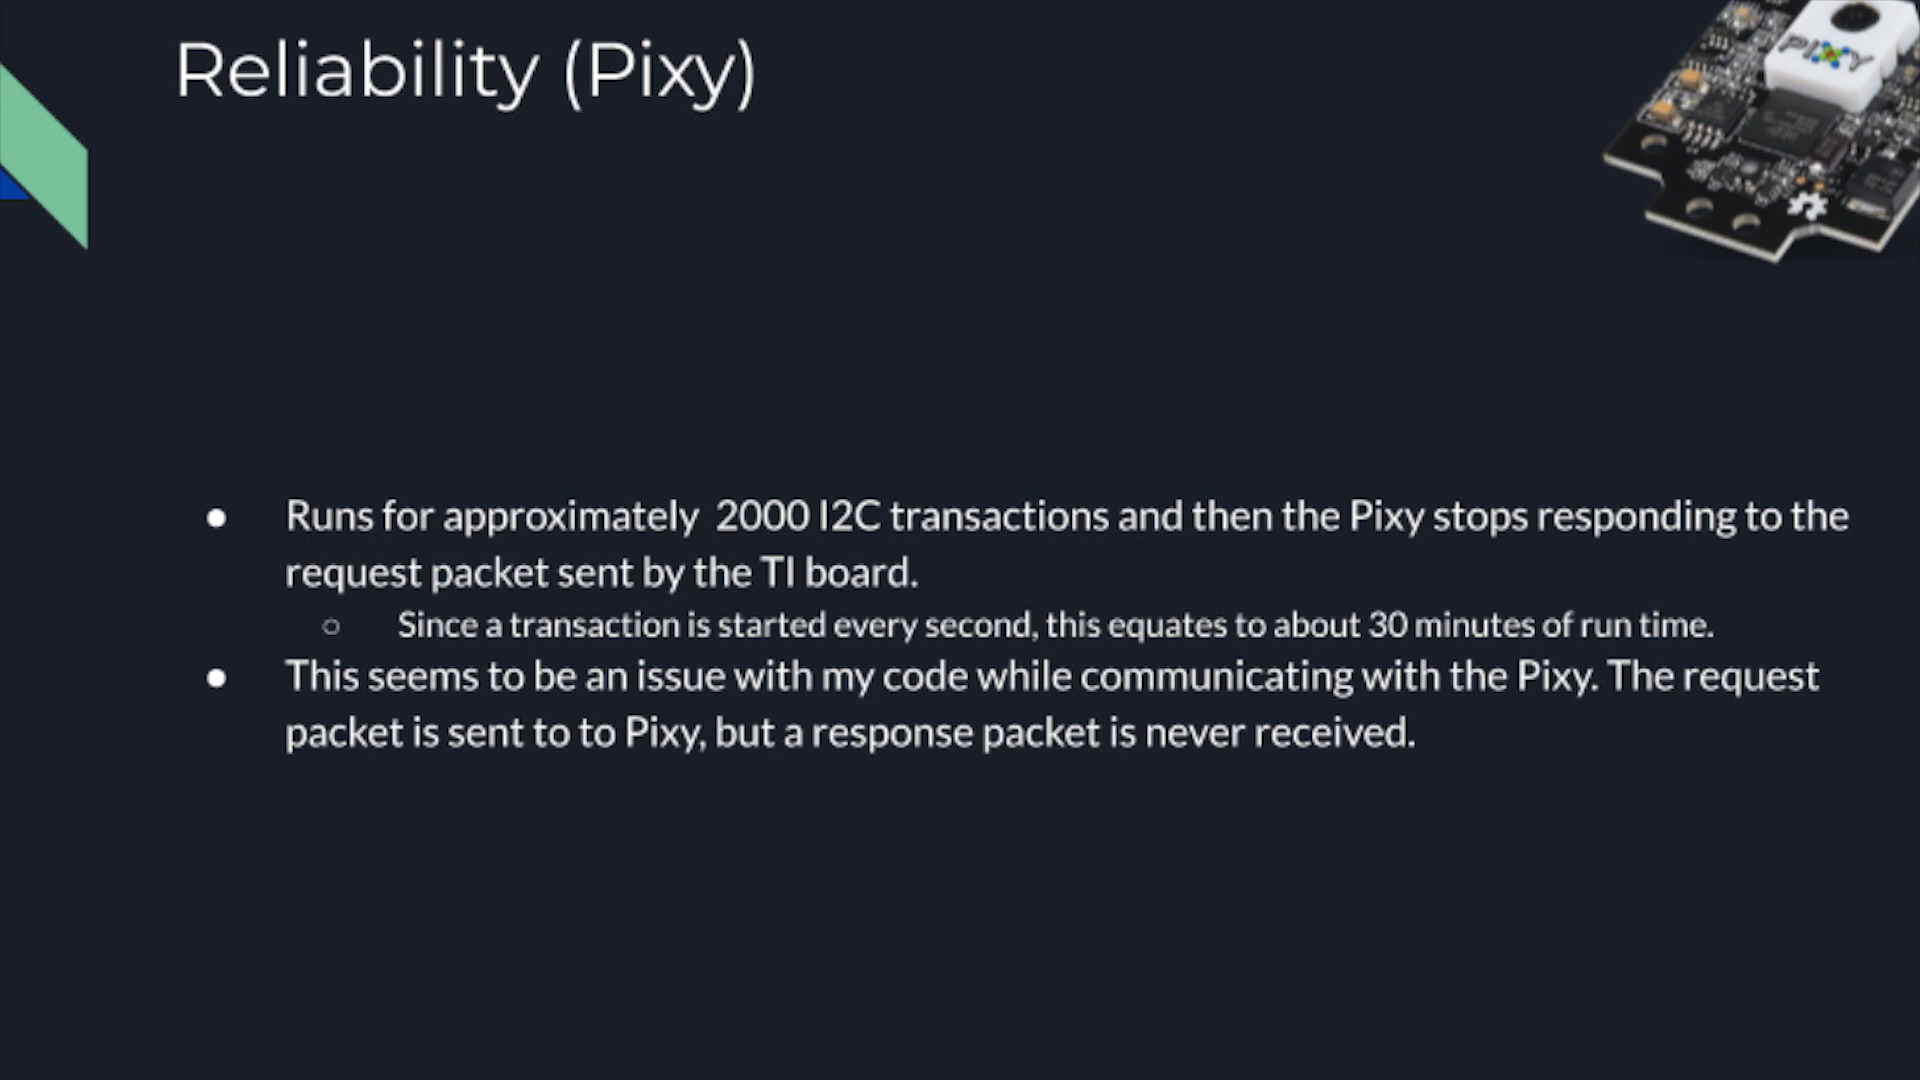 Reliability (Pixy)
PIXY
● Runs for approximately  2000 I2C transactions and then the Pixy stops responding to the
request packet sent by the TI board.
○ Since a transaction is started every second, this equates to about 30 minutes of run time.
● This seems to be an issue with my code while communicating with the Pixy. The request
packet is sent to to Pixy, but a response packet is never received.